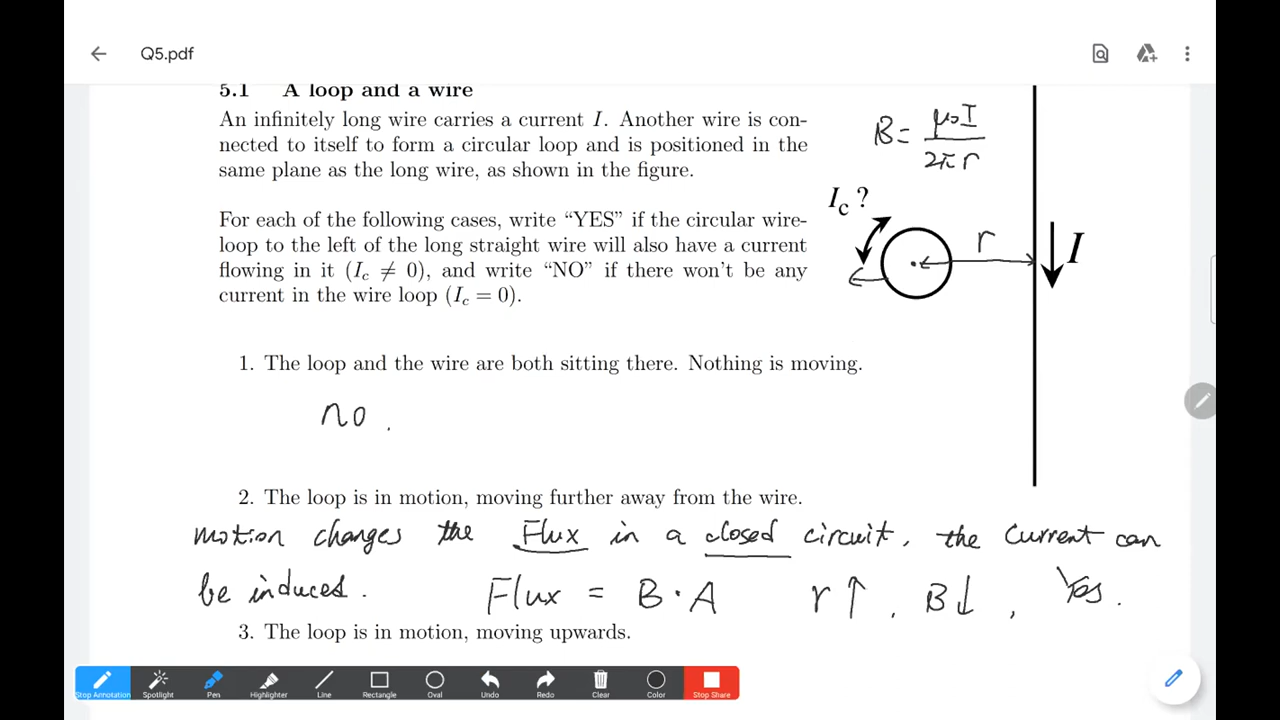 Q5.pdf
5.1 A loop and a wire
An infinitely long wire carries a current I. Another wire is con-
nected to itself to form a circular loop and is positioned in the
same plane as the long wire, as shown in the figure.
B = μ₀I / 2πr
I_c ?
r
I
For each of the following cases, write “YES” if the circular wire-
loop to the left of the long straight wire will also have a current
flowing in it (I_c ≠ 0), and write “NO” if there won’t be any
current in the wire loop (I_c = 0).
1. The loop and the wire are both sitting there. Nothing is moving.
no.
2. The loop is in motion, moving further away from the wire.
motion changes the Flux in a closed circuit, the current can
be induced. Flux = B·A r↑, B↓, Yes.
3. The loop is in motion, moving upwards.
Stop Annotation Spotlight Pen Highlighter Line Rectangle Oval Undo Redo Clear Color Stop Share